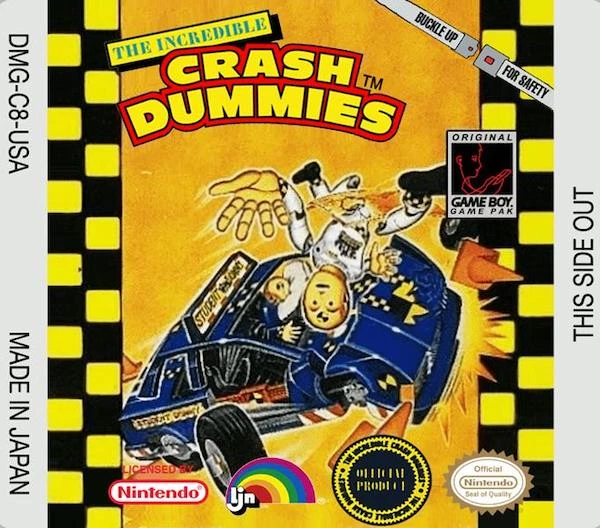 DMG-C8-USA
MADE IN JAPAN
THE INCREDIBLE
CRASH
DUMMIES
TM
BUCKLE UP
FOR SAFETY
ORIGINAL
GAME BOY.
GAME PAK
THIS SIDE OUT
LICENSED BY
Nintendo
ljn
OFFICIAL
PRODUCT
Official
Nintendo
Seal of Quality